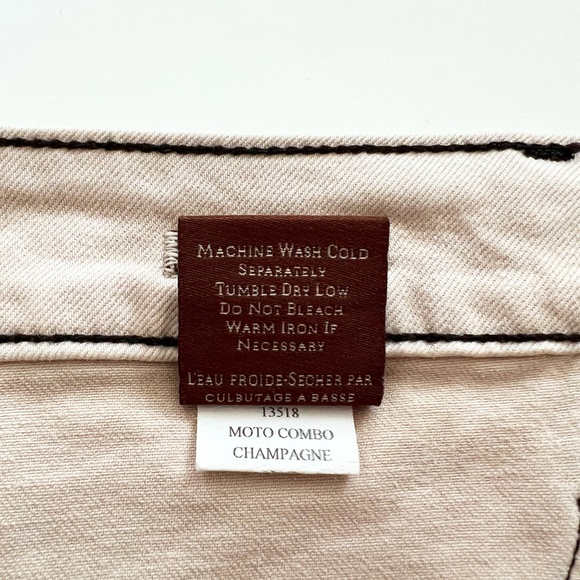 Machine Wash Cold
Separately
Tumble Dry Low
Do Not Bleach
Warm Iron If
Necessary
L'eau froide-Secher par
culbutage a basse
13518
MOTO COMBO
CHAMPAGNE